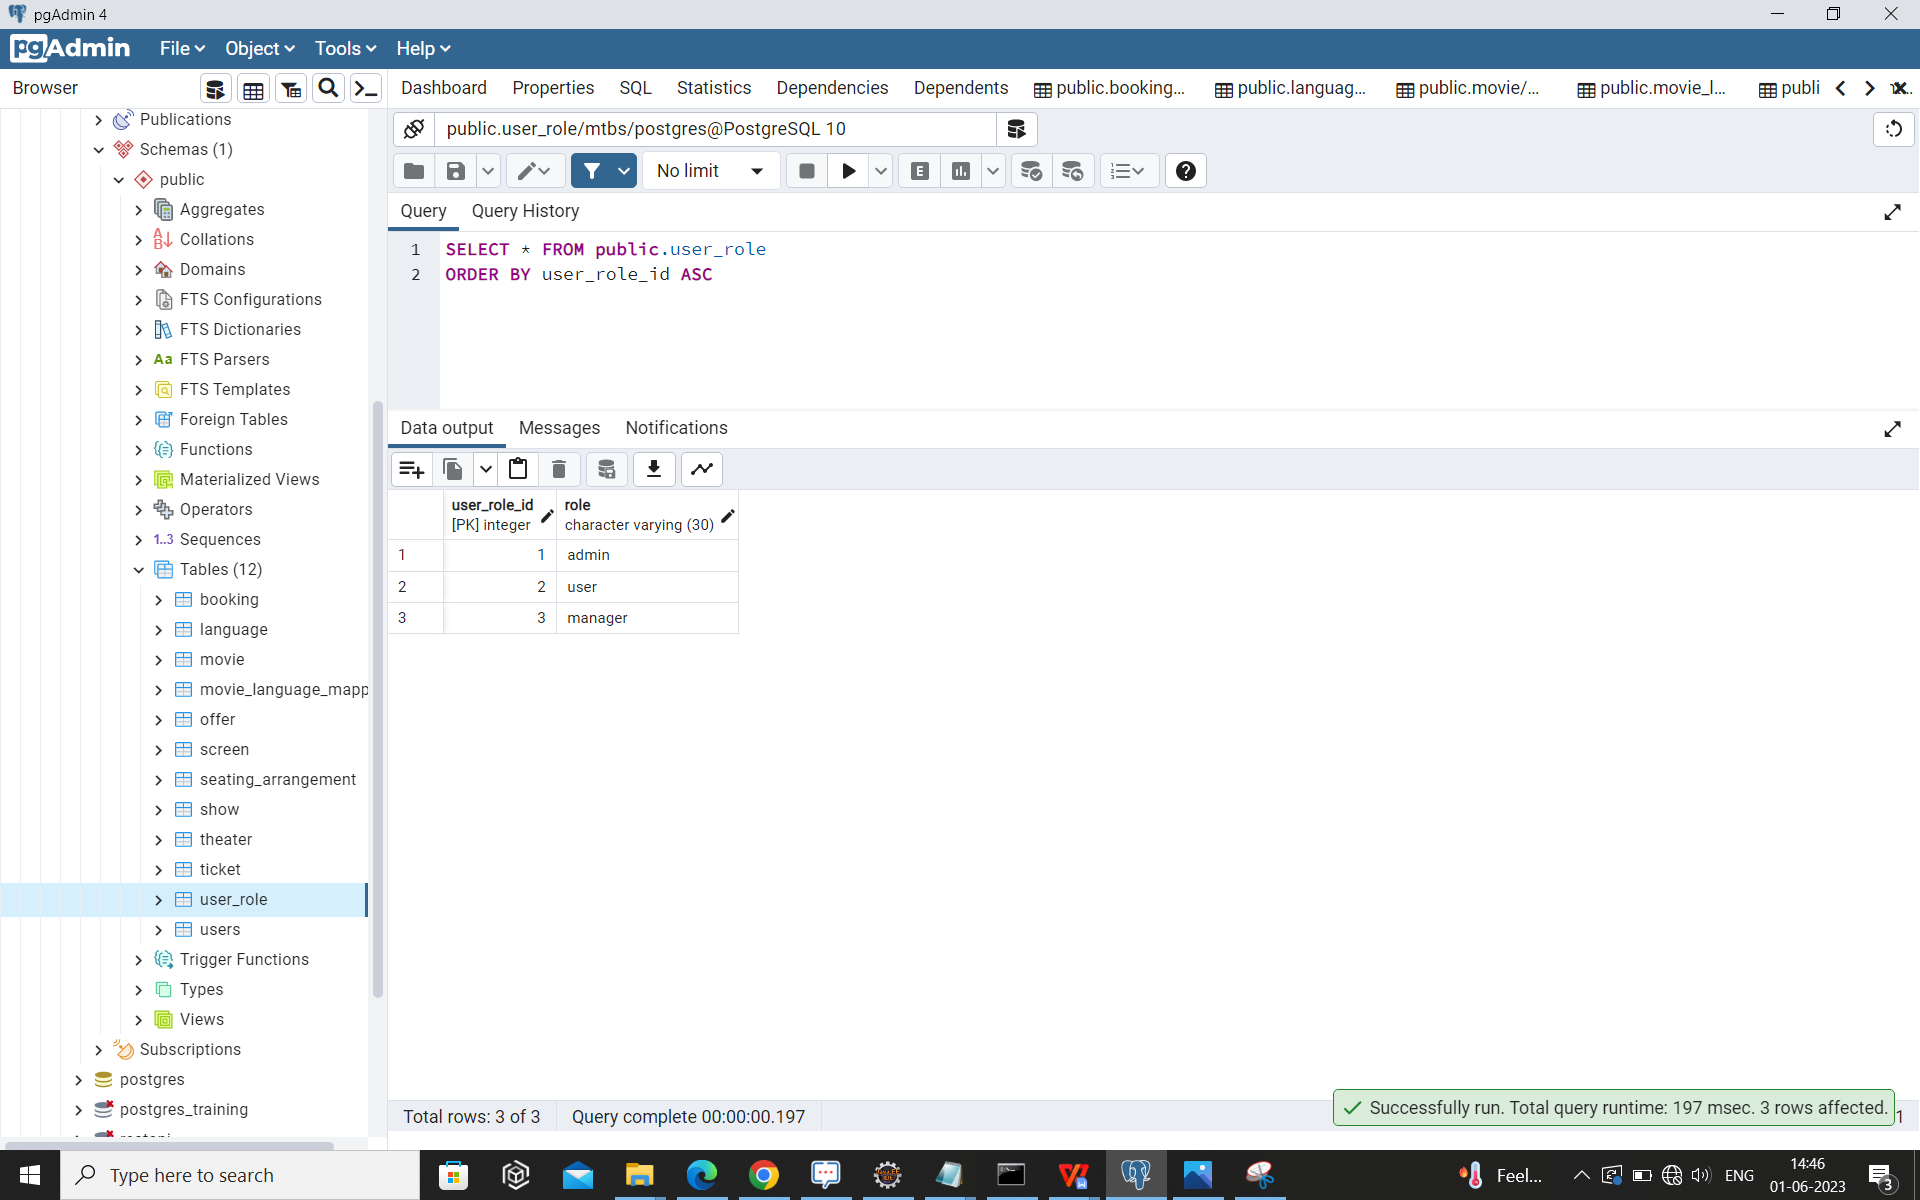 pgAdmin 4
pgAdmin File Object Tools Help
Browser
Dashboard Properties SQL Statistics Dependencies Dependents public.booking... public.languag... public.movie/... public.movie_l... publi
Publications
Schemas (1)
public
Aggregates
Collations
Domains
FTS Configurations
FTS Dictionaries
Aa FTS Parsers
FTS Templates
Foreign Tables
Functions
Materialized Views
Operators
1..3 Sequences
Tables (12)
booking
language
movie
movie_language_mapp
offer
screen
seating_arrangement
show
theater
ticket
user_role
users
Trigger Functions
Types
Views
Subscriptions
postgres
postgres_training
public.user_role/mtbs/postgres@PostgreSQL 10
No limit
E
Query Query History
1 SELECT * FROM public.user_role
2 ORDER BY user_role_id ASC
Data output Messages Notifications
user_role_id role
[PK] integer character varying (30)
1 1 admin
2 2 user
3 3 manager
Total rows: 3 of 3 Query complete 00:00:00.197
Successfully run. Total query runtime: 197 msec. 3 rows affected.
1
Type here to search
Feel... ENG
14:46
01-06-2023
3